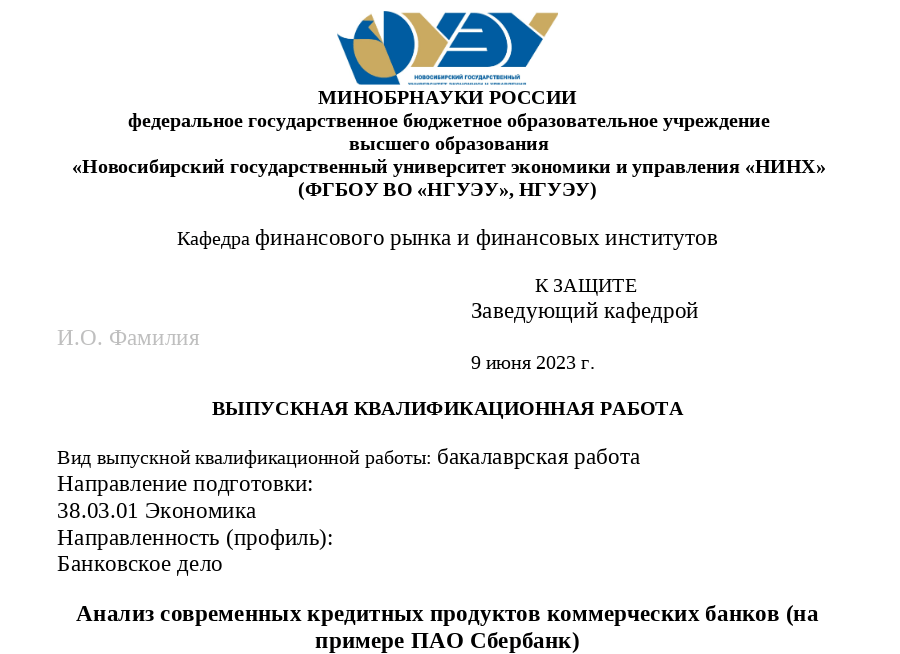 НОВОСИБИРСКИЙ ГОСУДАРСТВЕННЫЙ
МИНОБРНАУКИ РОССИИ
федеральное государственное бюджетное образовательное учреждение
высшего образования
«Новосибирский государственный университет экономики и управления «НИНХ»
(ФГБОУ ВО «НГУЭУ», НГУЭУ)
Кафедра финансового рынка и финансовых институтов
К ЗАЩИТЕ
Заведующий кафедрой
И.О. Фамилия
9 июня 2023 г.
ВЫПУСКНАЯ КВАЛИФИКАЦИОННАЯ РАБОТА
Вид выпускной квалификационной работы: бакалаврская работа
Направление подготовки:
38.03.01 Экономика
Направленность (профиль):
Банковское дело
Анализ современных кредитных продуктов коммерческих банков (на
примере ПАО Сбербанк)